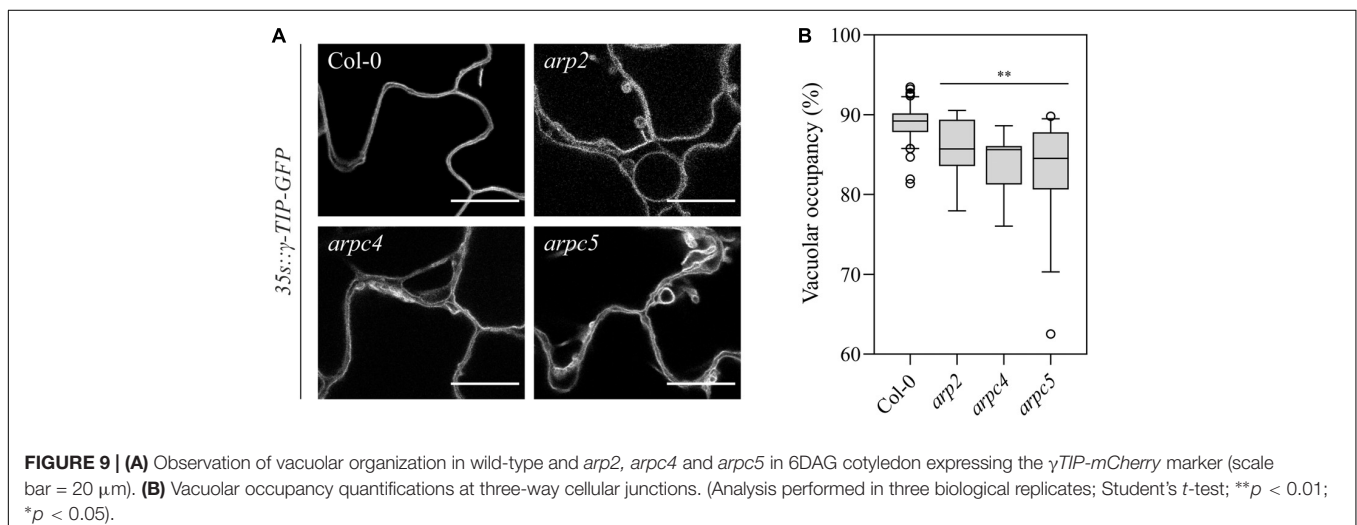 A
B
Col-0
arp2
arpc4
arpc5
35s::γ-TIP-GFP
Vacuolar occupancy (%)
100
90
80
70
60
**
Col-0
arp2
arpc4
arpc5
FIGURE 9 | (A) Observation of vacuolar organization in wild-type and arp2, arpc4 and arpc5 in 6DAG cotyledon expressing the γTIP-mCherry marker (scale
bar = 20 μm). (B) Vacuolar occupancy quantifications at three-way cellular junctions. (Analysis performed in three biological replicates; Student's t-test; **p < 0.01;
*p < 0.05).